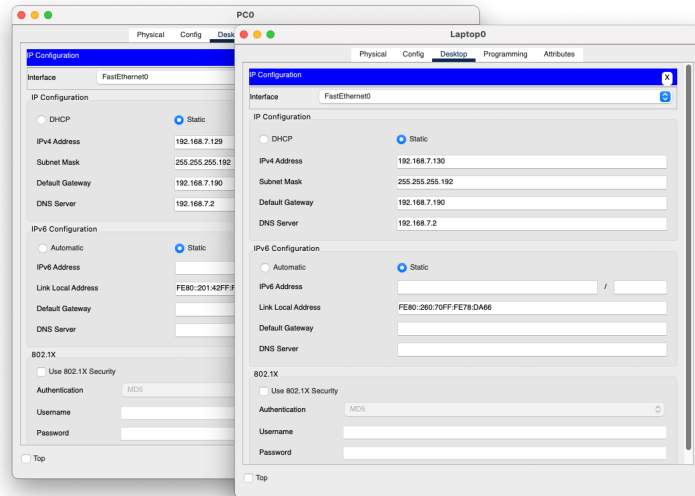 PC0
Physical Config Desk
IP Configuration
Interface FastEthernet0
IP Configuration
DHCP Static
IPv4 Address 192.168.7.129
Subnet Mask 255.255.255.192
Default Gateway 192.168.7.190
DNS Server 192.168.7.2
IPv6 Configuration
Automatic Static
IPv6 Address
Link Local Address FE80::201:42FF:F
Default Gateway
DNS Server
802.1X
Use 802.1X Security
Authentication MD5
Username
Password
Top
Laptop0
Physical Config Desktop Programming Attributes
IP Configuration X
Interface FastEthernet0
IP Configuration
DHCP Static
IPv4 Address 192.168.7.130
Subnet Mask 255.255.255.192
Default Gateway 192.168.7.190
DNS Server 192.168.7.2
IPv6 Configuration
Automatic Static
IPv6 Address /
Link Local Address FE80::260:70FF:FE78:DA66
Default Gateway
DNS Server
802.1X
Use 802.1X Security
Authentication MD5
Username
Password
Top